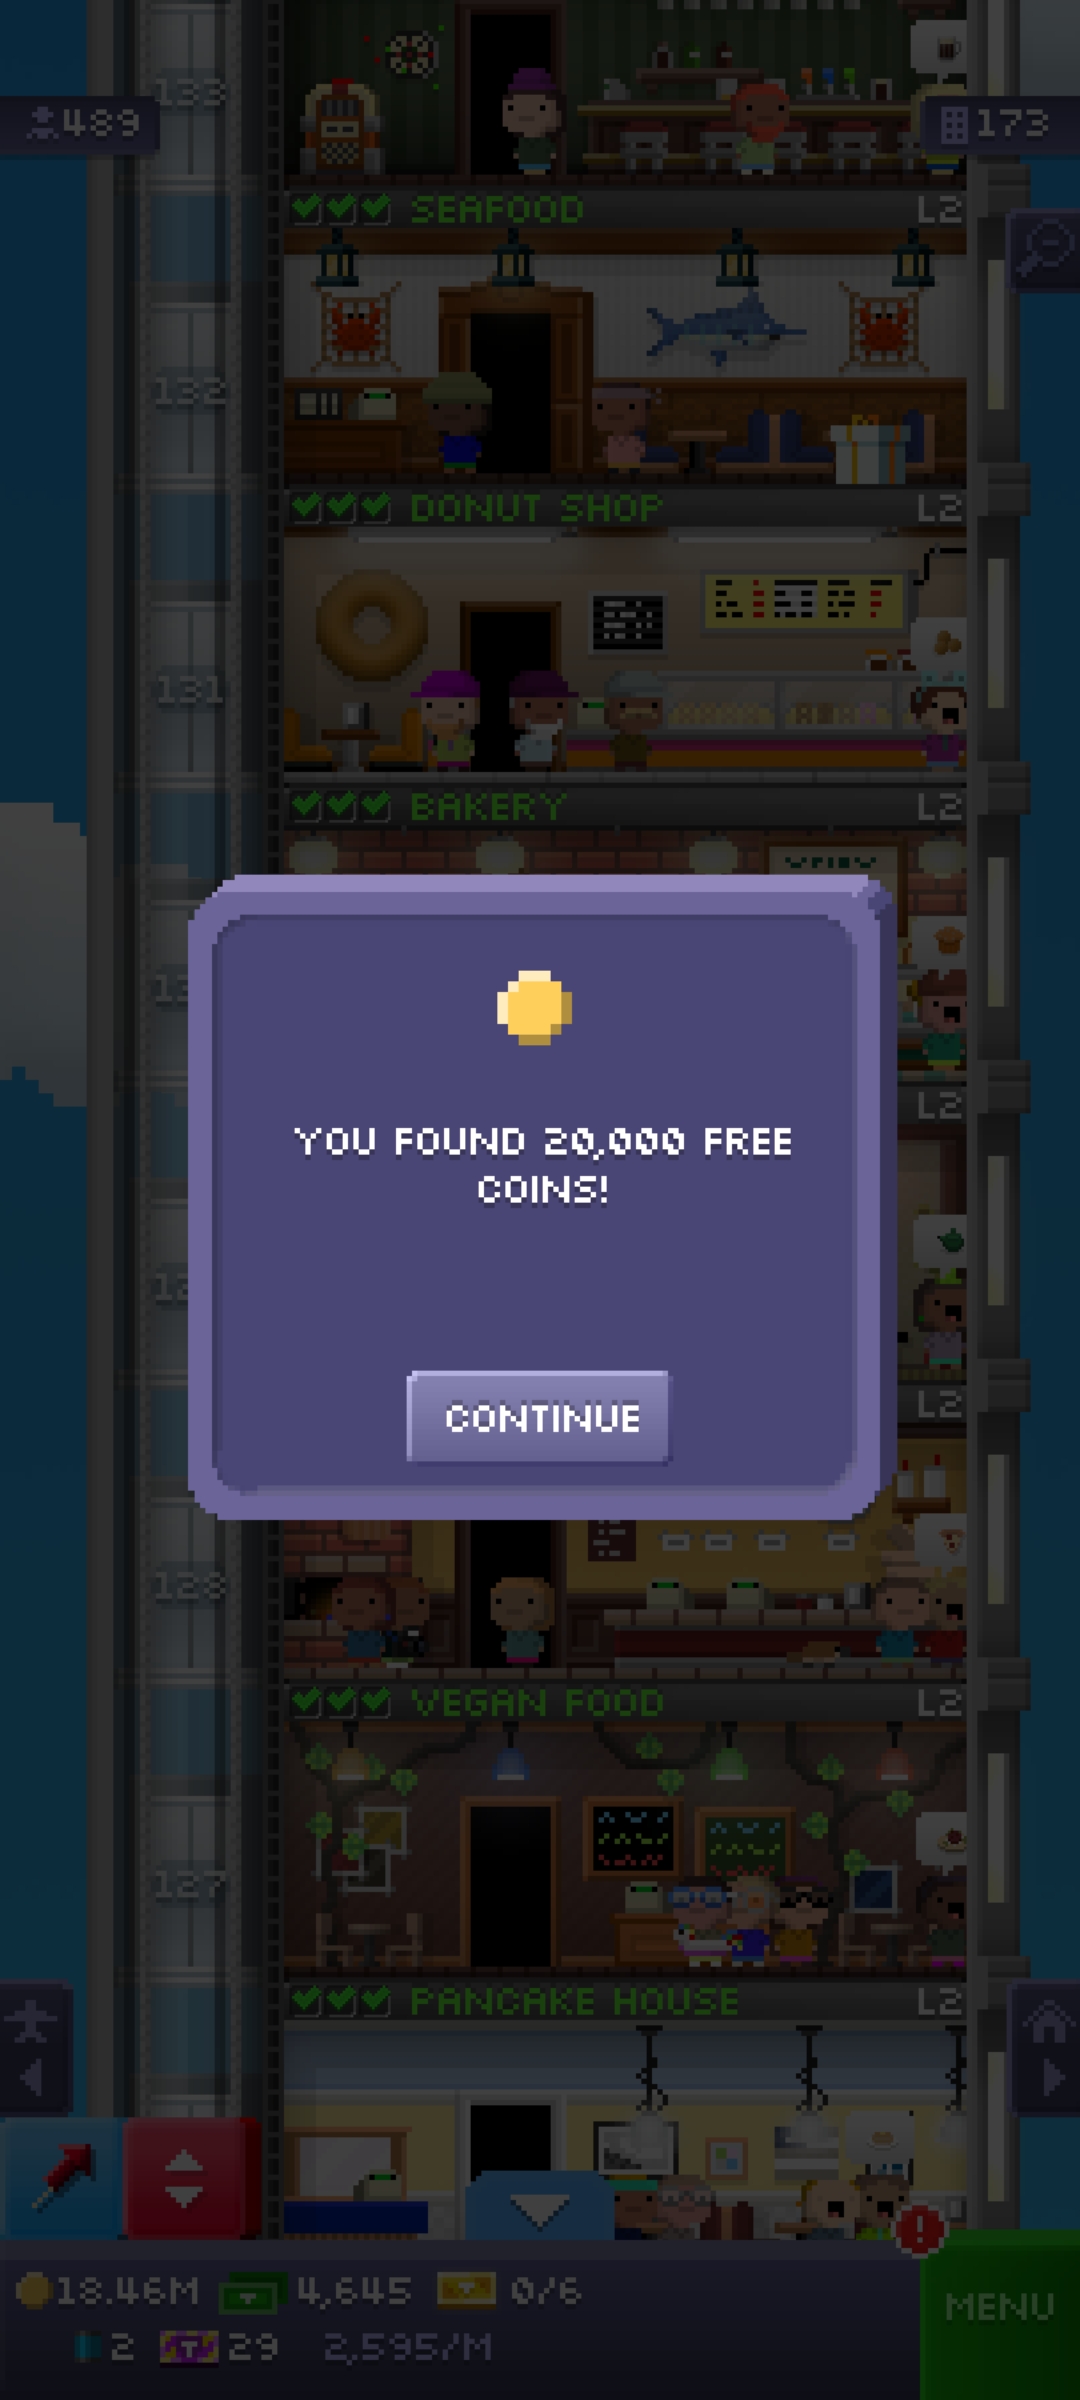 133
489
173
SEAFOOD L2
132
DONUT SHOP L2
131
BAKERY L2
YOU FOUND 20,000 FREE
COINS!
L2
L2
CONTINUE
128
VEGAN FOOD L2
127
PANCAKE HOUSE L2
18.46M 4,645 0/6
MENU
2 T 29 2,595/M